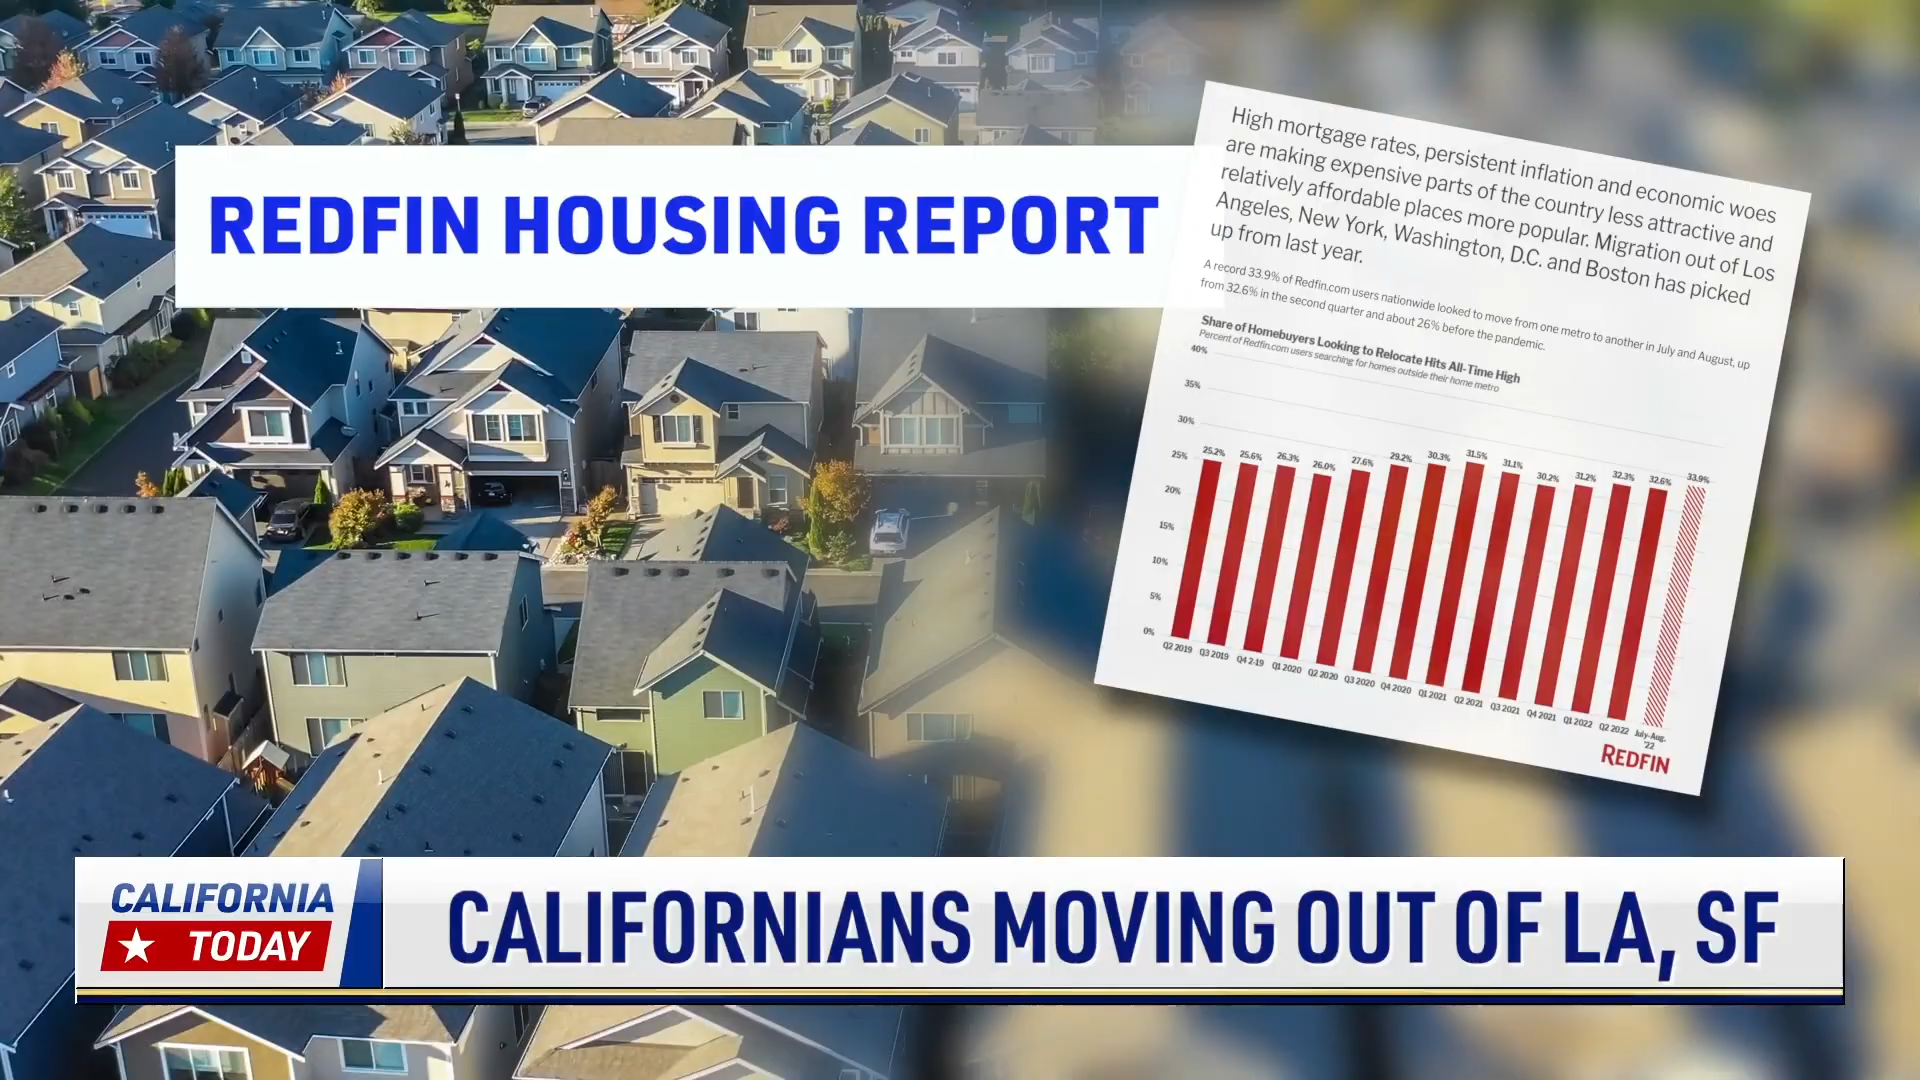 REDFIN HOUSING REPORT
High mortgage rates, persistent inflation and economic woes
are making expensive parts of the country less attractive and
relatively affordable places more popular. Migration out of Los
Angeles, New York, Washington, D.C. and Boston has picked
up from last year.
A record 33.9% of Redfin.com users nationwide looked to move from one metro to another in July and August, up
from 32.6% in the second quarter and about 26% before the pandemic.
Share of Homebuyers Looking to Relocate Hits All-Time High
Percent of Redfin.com users searching for homes outside their home metro
40%
35%
30%
25%
20%
15%
10%
5%
0%
25.2% 25.6% 26.3% 26.0% 27.6% 29.2% 30.3% 31.5% 31.1% 30.2% 31.2% 32.3% 32.6% 33.9%
Q2 2019 Q3 2019 Q4 2-19 Q1 2020 Q2 2020 Q3 2020 Q4 2020 Q1 2021 Q2 2021 Q3 2021 Q4 2021 Q1 2022 Q2 2022 July-Aug.
'22
REDFIN
CALIFORNIA
TODAY
CALIFORNIANS MOVING OUT OF LA, SF